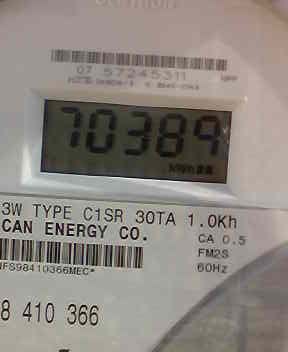 07 57245311
70389
3W TYPE C1SR 30TA 1.0Kh
CAN ENERGY CO.
CA 0.5
FM2S
60Hz
NFS98410366MEC*
8 410 366